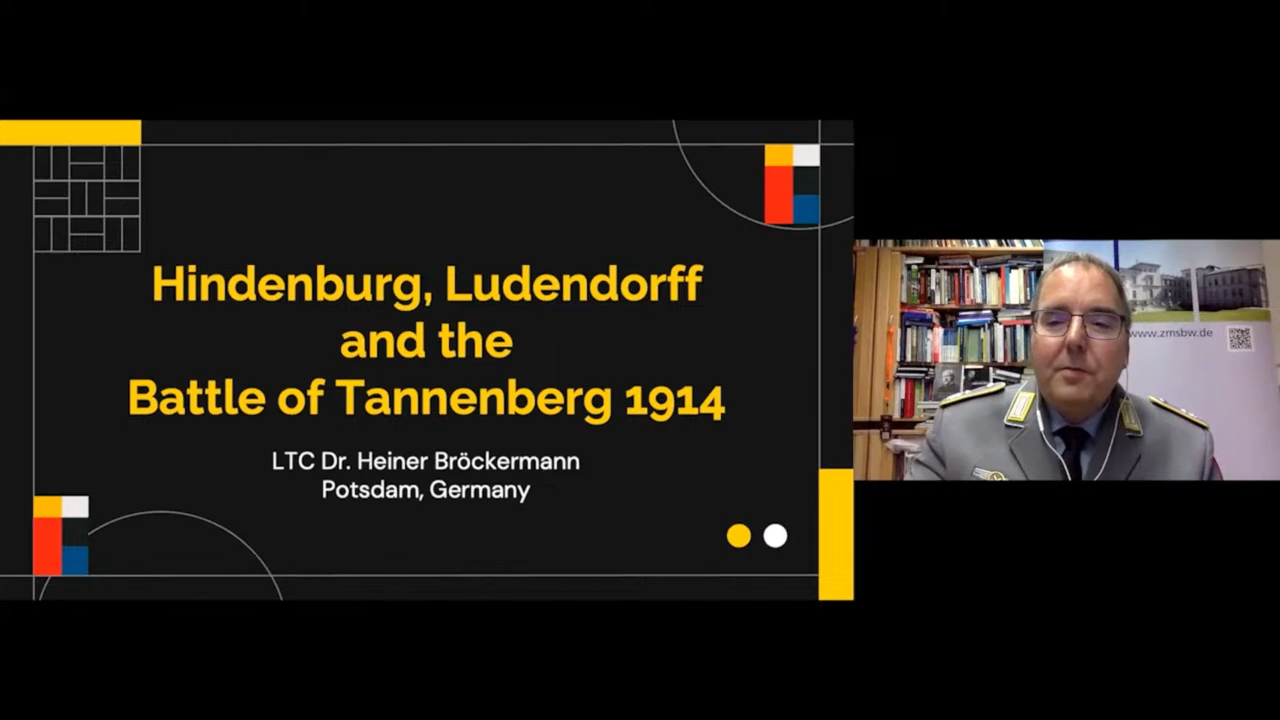 Hindenburg, Ludendorff
and the
Battle of Tannenberg 1914
LTC Dr. Heiner Bröckermann
Potsdam, Germany
www.zmsbw.de